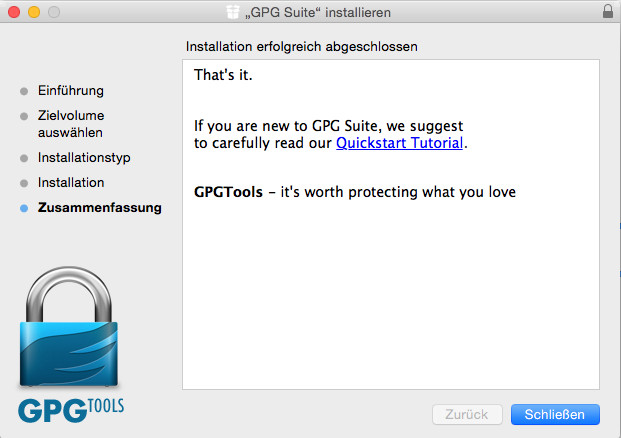 „GPG Suite“ installieren
Installation erfolgreich abgeschlossen
Einführung
Zielvolume
auswählen
Installationstyp
Installation
Zusammenfassung
That's it.
If you are new to GPG Suite, we suggest
to carefully read our Quickstart Tutorial.
GPGTools – it's worth protecting what you love
GPGTOOLS
Zurück
Schließen